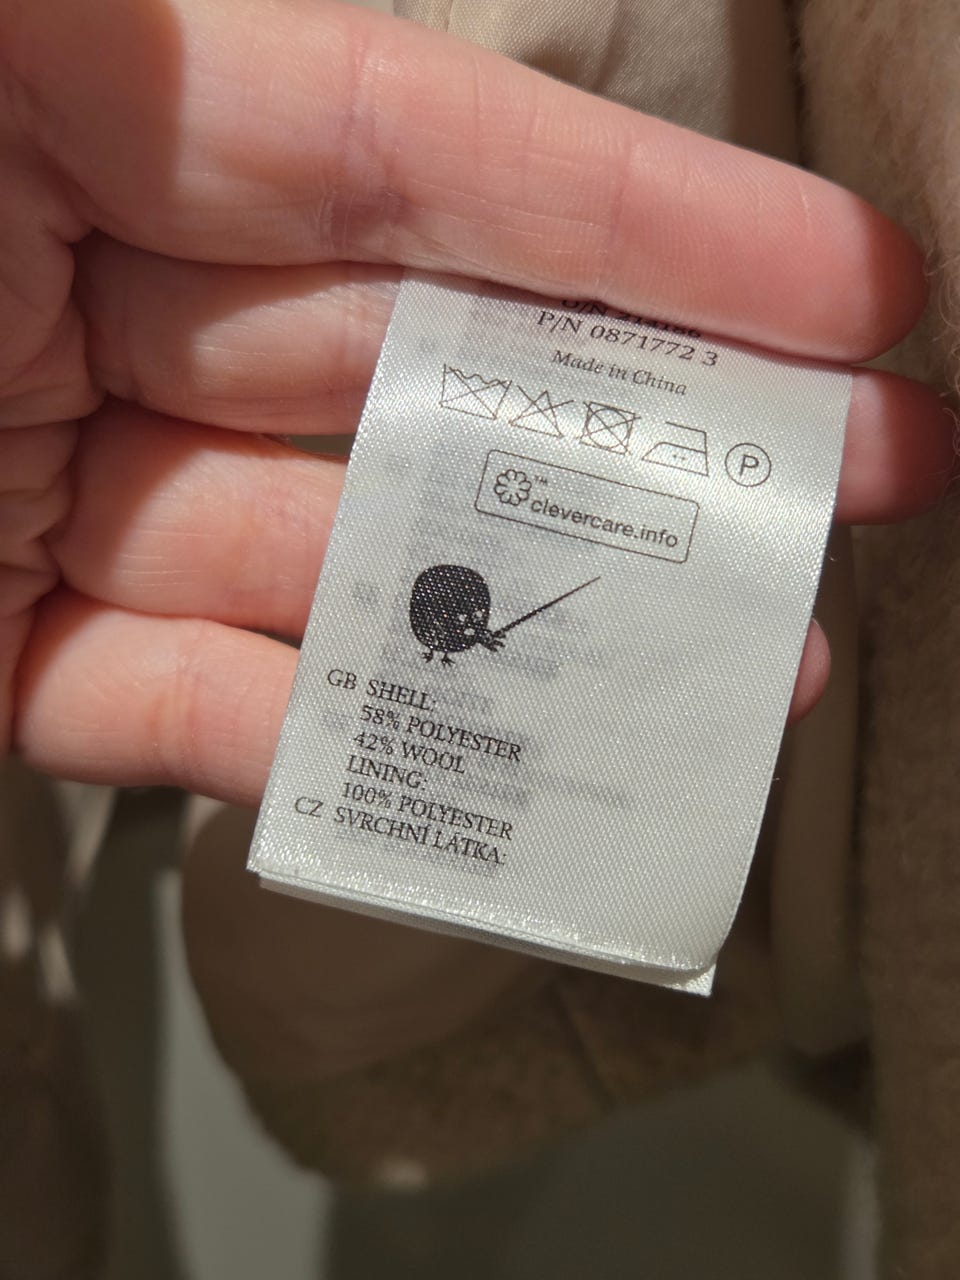 P/N 0871772 3
Made in China
P
™
clevercare.info
GB SHELL:
58% POLYESTER
42% WOOL
LINING:
100% POLYESTER
CZ SVRCHNÍ LÁTKA: